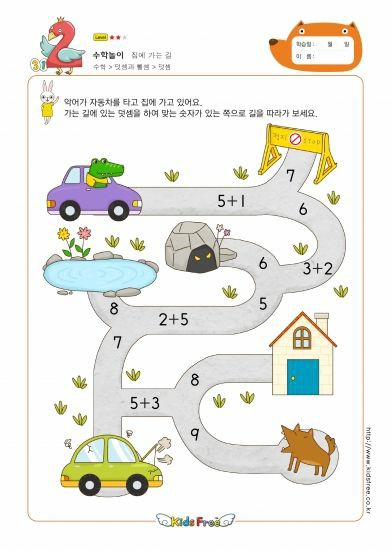 Level
수학놀이 집에 가는 길
수학 > 덧셈과 뺄셈 > 덧셈
학습일 : 월 일
이 름 :
악어가 자동차를 타고 집에 가고 있어요.
가는 길에 있는 덧셈을 하여 맞는 숫자가 있는 쪽으로 길을 따라가 보세요.
정지 STOP
7
5+1
6
6
3+2
5
8
2+5
7
8
5+3
9
http://www.kidsfree.co.kr
Kids Free